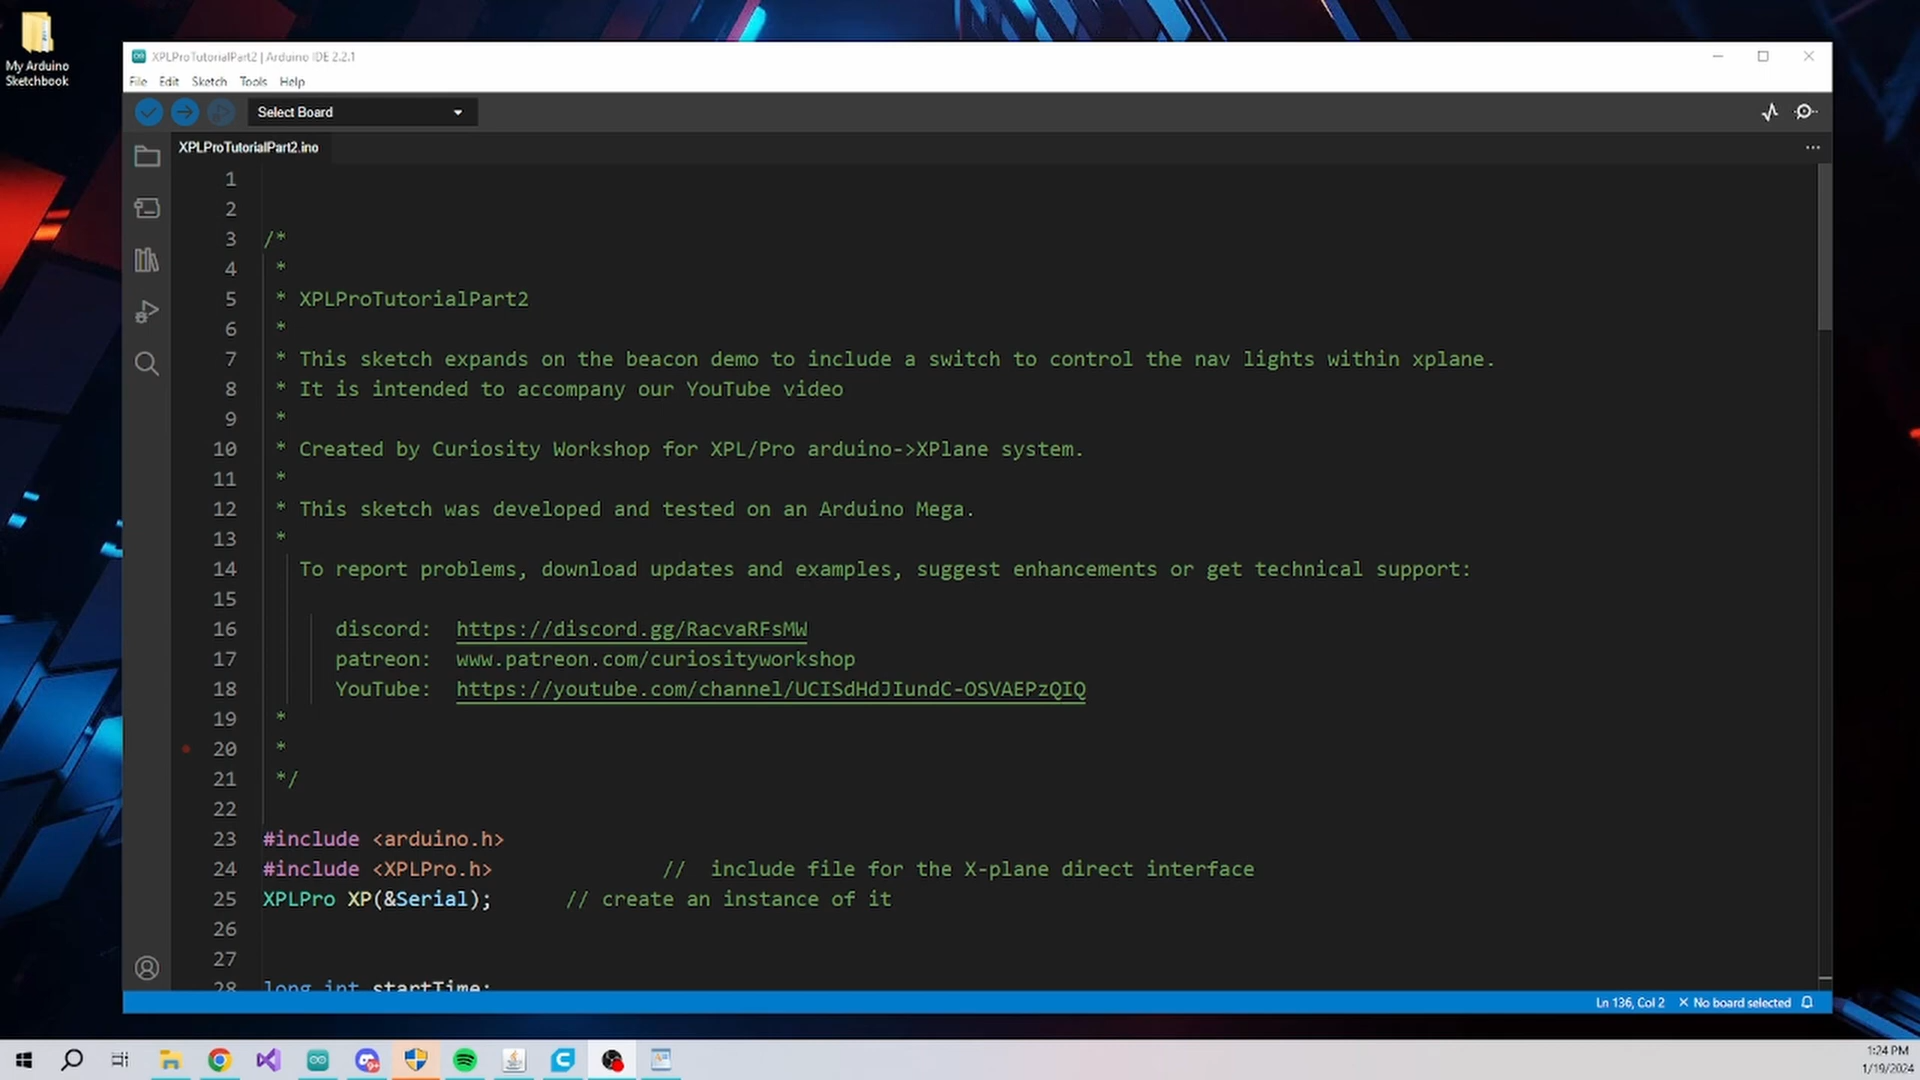 My Arduino
Sketchbook
XPLProTutorialPart2 | Arduino IDE 2.2.1
File Edit Sketch Tools Help
Select Board
XPLProTutorialPart2.ino
1
2
3 /*
4 *
5 * XPLProTutorialPart2
6 *
7 * This sketch expands on the beacon demo to include a switch to control the nav lights within xplane.
8 * It is intended to accompany our YouTube video
9 *
10 * Created by Curiosity Workshop for XPL/Pro arduino->XPlane system.
11 *
12 * This sketch was developed and tested on an Arduino Mega.
13 *
14 To report problems, download updates and examples, suggest enhancements or get technical support:
15
16 discord: https://discord.gg/RacvaRFsMW
17 patreon: www.patreon.com/curiosityworkshop
18 YouTube: https://youtube.com/channel/UCISdHdJIundC-OSVAEPzQIQ
19 *
20 *
21 */
22
23 #include <arduino.h>
24 #include <XPLPro.h> // include file for the X-plane direct interface
25 XPLPro XP(&Serial); // create an instance of it
26
27
28 long int startTime;
Ln 136, Col 2 × No board selected
1:24 PM
1/19/2024